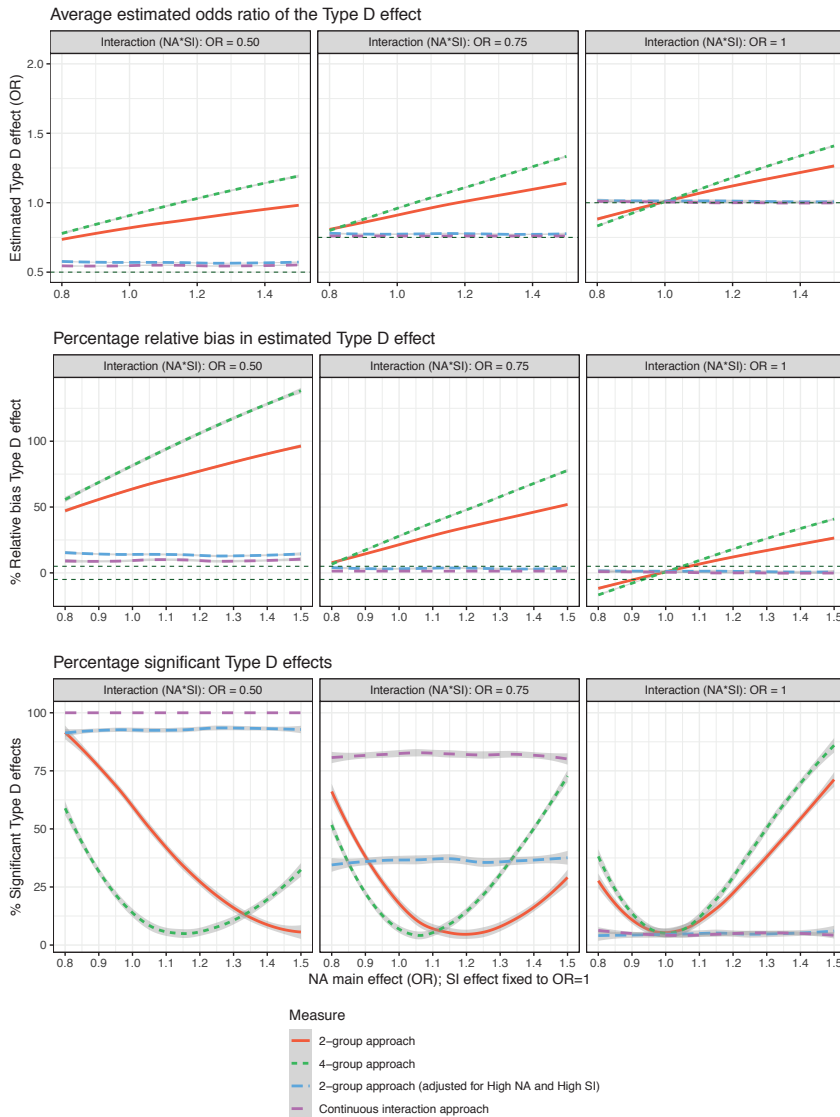 Average estimated odds ratio of the Type D effect
Interaction (NA*SI): OR = 0.50
Interaction (NA*SI): OR = 0.75
Interaction (NA*SI): OR = 1
Estimated Type D effect (OR)
2.0
1.5
1.0
0.5
0.8 1.0 1.2 1.4
0.8 1.0 1.2 1.4
0.8 1.0 1.2 1.4
Percentage relative bias in estimated Type D effect
Interaction (NA*SI): OR = 0.50
Interaction (NA*SI): OR = 0.75
Interaction (NA*SI): OR = 1
% Relative bias Type D effect
100
50
0
0.8 0.9 1.0 1.1 1.2 1.3 1.4 1.5
0.8 0.9 1.0 1.1 1.2 1.3 1.4 1.5
0.8 0.9 1.0 1.1 1.2 1.3 1.4 1.5
Percentage significant Type D effects
Interaction (NA*SI): OR = 0.50
Interaction (NA*SI): OR = 0.75
Interaction (NA*SI): OR = 1
% Significant Type D effects
100
75
50
25
0
0.8 0.9 1.0 1.1 1.2 1.3 1.4 1.5
0.8 0.9 1.0 1.1 1.2 1.3 1.4 1.5
0.8 0.9 1.0 1.1 1.2 1.3 1.4 1.5
NA main effect (OR); SI effect fixed to OR=1
Measure
2−group approach
4−group approach
2−group approach (adjusted for High NA and High SI)
Continuous interaction approach